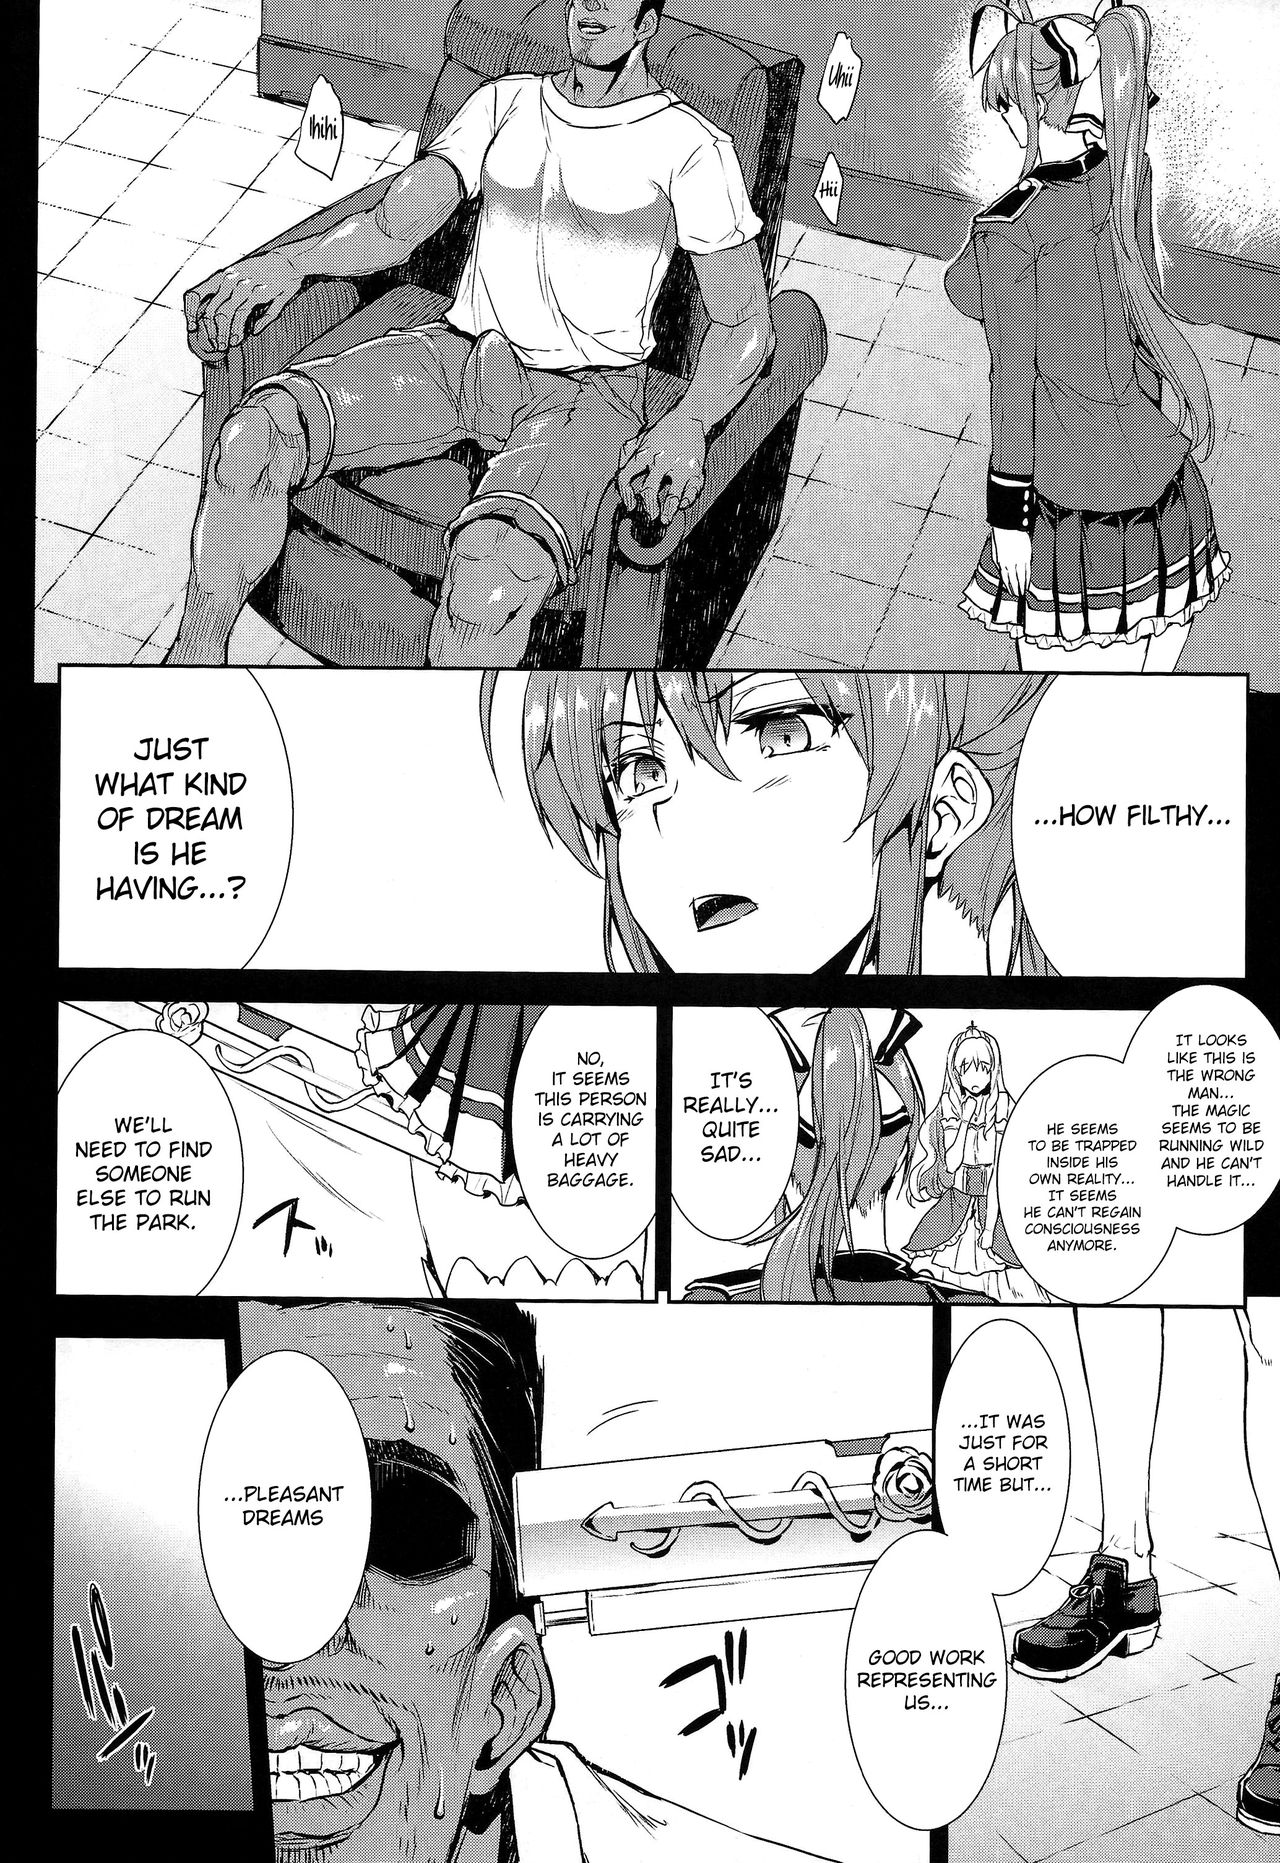 Uhii
Hii
Ihihi
...HOW FILTHY...
JUST
WHAT KIND
OF DREAM
IS HE
HAVING...?
IT LOOKS
LIKE THIS IS
THE WRONG
MAN...
THE MAGIC
SEEMS TO BE
RUNNING WILD
AND HE CAN'T
HANDLE IT...
HE SEEMS
TO BE TRAPPED
INSIDE HIS
OWN REALITY...
IT SEEMS
HE CAN'T REGAIN
CONSCIOUSNESS
ANYMORE.
IT'S
REALLY...
QUITE
SAD...
NO,
IT SEEMS
THIS PERSON
IS CARRYING
A LOT OF
HEAVY
BAGGAGE.
WE'LL
NEED TO FIND
SOMEONE
ELSE TO RUN
THE PARK.
ス
...IT WAS
JUST FOR
A SHORT
TIME BUT...
GOOD WORK
REPRESENTING
US...
コ
...PLEASANT
DREAMS